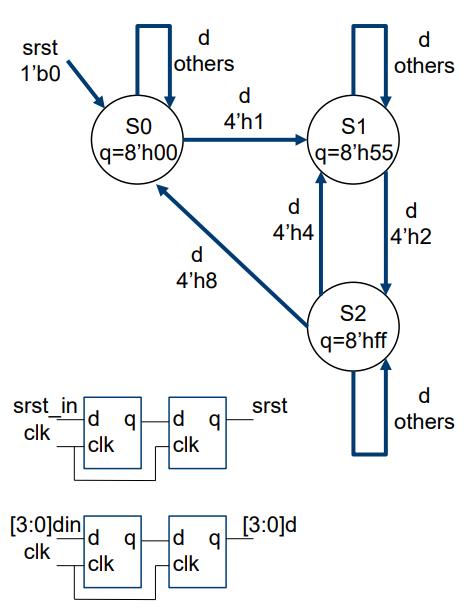 srst
1'b0
d
others
d
others
d
4'h1
S0
q=8'h00
S1
q=8'h55
d
4'h4
d
4'h2
d
4'h8
S2
q=8'hff
d
others
srst_in
clk
d q
clk
d q
clk
srst
[3:0]din
clk
d q
clk
d q
clk
[3:0]d